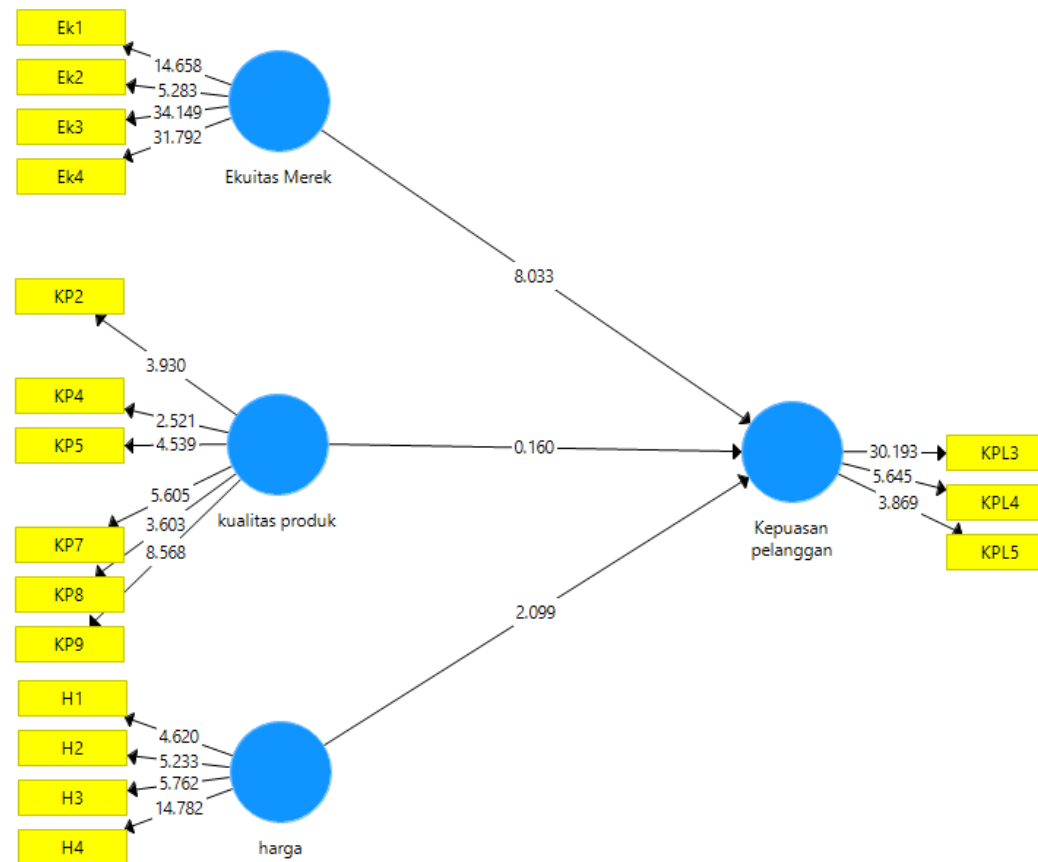 Ek1
14.658
Ek2
5.283
Ek3
34.149
31.792
Ek4
Ekuitas Merek
8.033
KP2
3.930
KP4
2.521
KP5
4.539
0.160
30.193
KPL3
5.645
KPL4
3.869
KPL5
5.605
kualitas produk
Kepuasan
pelanggan
3.603
KP7
8.568
KP8
KP9
2.099
H1
4.620
H2
5.233
5.762
H3
14.782
H4
harga